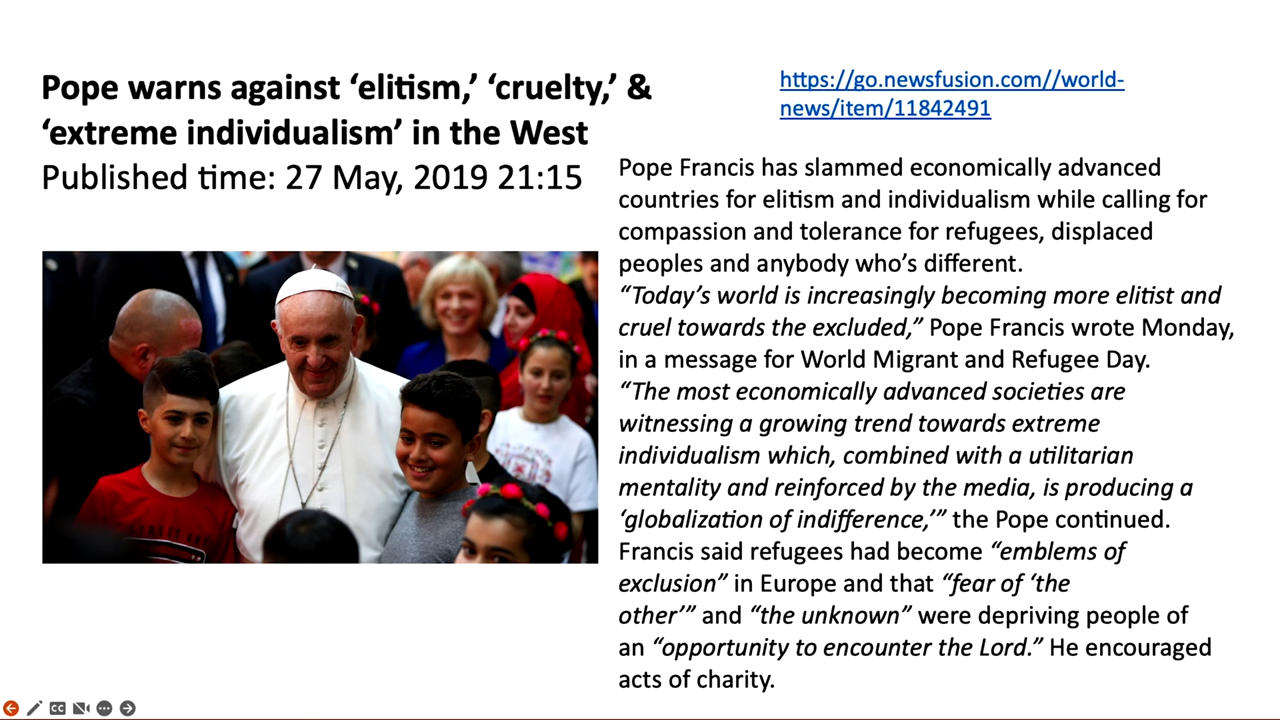 Pope warns against ‘elitism,’ ‘cruelty,’ &
‘extreme individualism’ in the West
Published time: 27 May, 2019 21:15
https://go.newsfusion.com//world-
news/item/11842491
Pope Francis has slammed economically advanced
countries for elitism and individualism while calling for
compassion and tolerance for refugees, displaced
peoples and anybody who’s different.
“Today’s world is increasingly becoming more elitist and
cruel towards the excluded,” Pope Francis wrote Monday,
in a message for World Migrant and Refugee Day.
“The most economically advanced societies are
witnessing a growing trend towards extreme
individualism which, combined with a utilitarian
mentality and reinforced by the media, is producing a
‘globalization of indifference,’” the Pope continued.
Francis said refugees had become “emblems of
exclusion” in Europe and that “fear of ‘the
other’” and “the unknown” were depriving people of
an “opportunity to encounter the Lord.” He encouraged
acts of charity.
CC